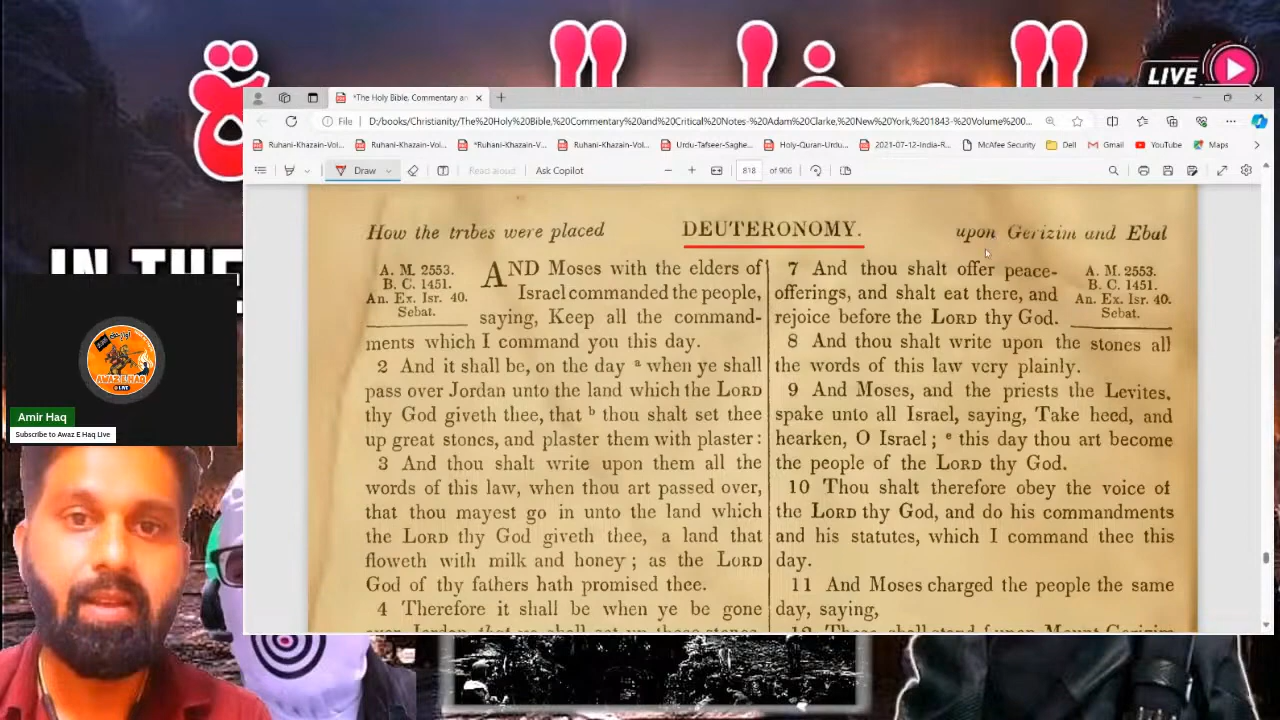 LIVE
IN THE
*The Holy Bible, Commentary an
File
D:/books/Christianity/The%20Holy%20Bible,%20Commentary%20and%20Critical%20Notes-%20Adam%20Clarke,%20New%20York,%201843-%20Volume%200...
Ruhani-Khazain-Vol...
Ruhani-Khazain-Vol...
*Ruhani-Khazain-V...
Ruhani-Khazain-Vol...
Urdu-Tafseer-Saghe...
Holy-Quran-Urdu...
2021-07-12-India-R...
McAfee Security
Dell
Gmail
YouTube
Maps
Draw
Read aloud
Ask Copilot
818 of 906
How the tribes were placed
DEUTERONOMY.
upon Gerizim and Ebal
A. M. 2553.
B. C. 1451.
An. Ex. Isr. 40.
Sebat.
AND Moses with the elders of
Israel commanded the people,
saying, Keep all the command-
ments which I command you this day.
2 And it shall be, on the day a when ye shall
pass over Jordan unto the land which the LORD
thy God giveth thee, that b thou shalt set thee
up great stones, and plaster them with plaster:
3 And thou shalt write upon them all the
words of this law, when thou art passed over,
that thou mayest go in unto the land which
the LORD thy God giveth thee, a land that
floweth with milk and honey; as the LORD
God of thy fathers hath promised thee.
4 Therefore it shall be when ye be gone
7 And thou shalt offer peace-
offerings, and shalt eat there, and
rejoice before the LORD thy God.
8 And thou shalt write upon the stones all
the words of this law very plainly.
9 And Moses, and the priests the Levites,
spake unto all Israel, saying, Take heed, and
hearken, O Israel; e this day thou art become
the people of the LORD thy God.
10 Thou shalt therefore obey the voice of
the LORD thy God, and do his commandments
and his statutes, which I command thee this
day.
11 And Moses charged the people the same
day, saying,
A. M. 2553.
B. C. 1451.
An. Ex. Isr. 40.
Sebat.
AWAZ E HAQ
LIVE
Amir Haq
Subscribe to Awaz E Haq Live